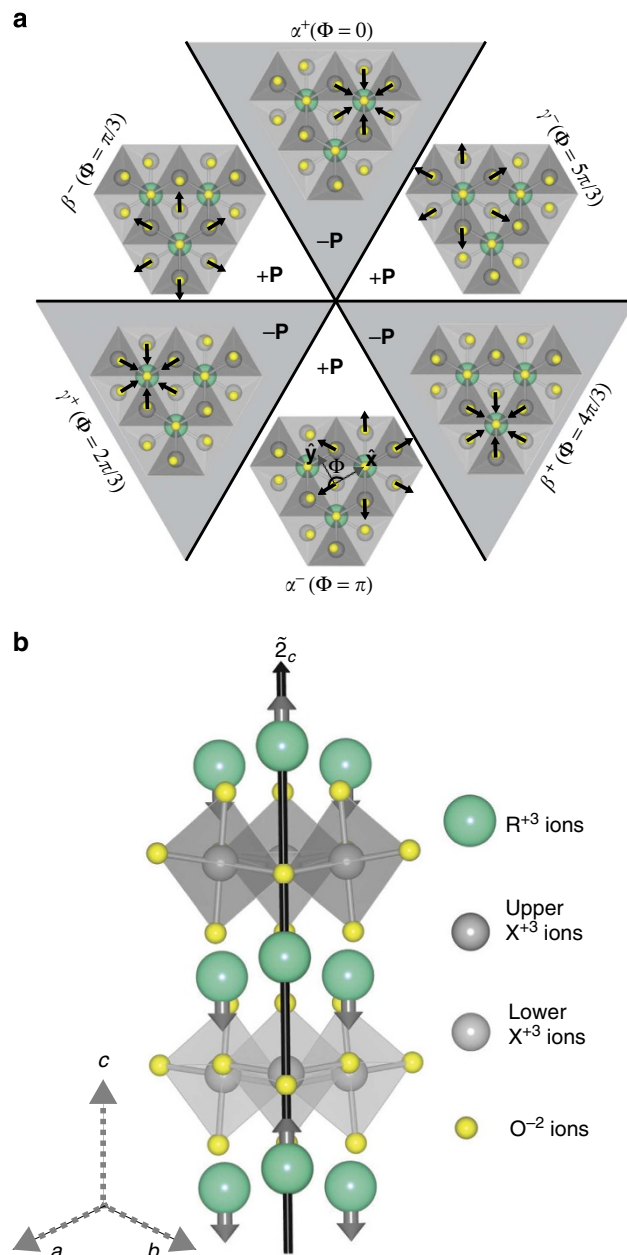 a
α⁺(Φ = 0)
β⁻(Φ = π/3)
γ⁻(Φ = 5π/3)
−P
+P
+P
−P
−P
+P
ŷ
Φ
x̂
γ⁺(Φ = 2π/3)
β⁺(Φ = 4π/3)
α⁻(Φ = π)
b
2̃c
R⁺³ ions
Upper
X⁺³ ions
Lower
X⁺³ ions
O⁻² ions
c
a
b